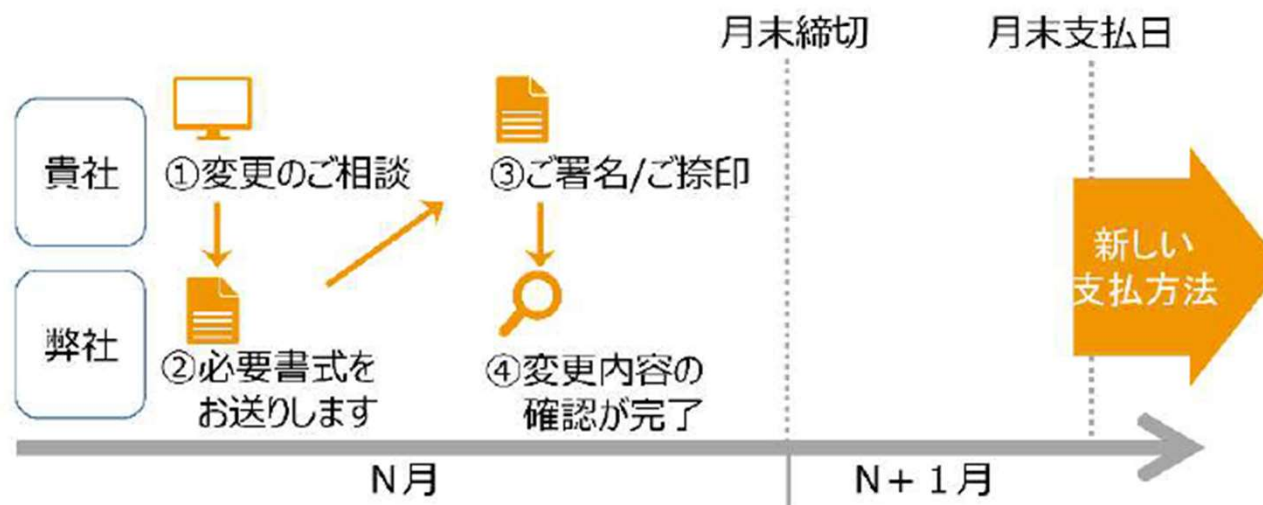 月末締切
月末支払日
貴社
①変更のご相談
③ご署名/ご捺印
新しい
支払方法
弊社
②必要書式を
お送りします
④変更内容の
確認が完了
N月
N+1月